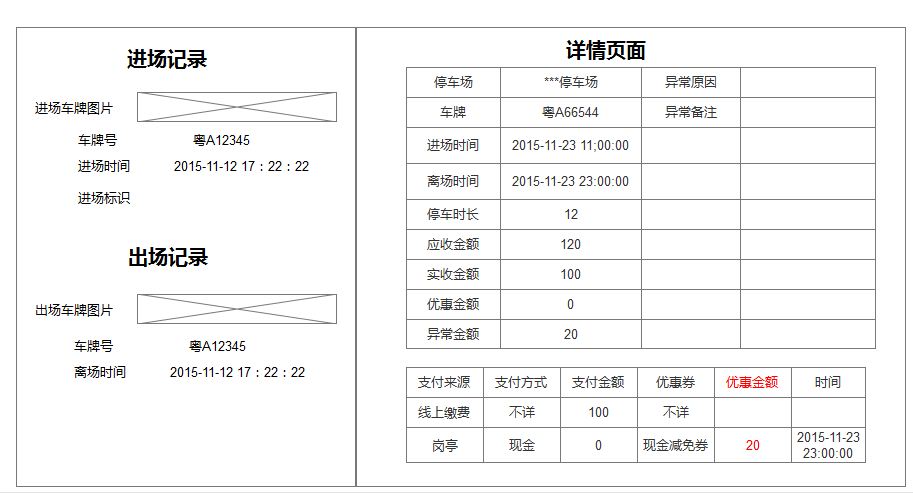 进场记录
进场车牌图片
车牌号 粤A12345
进场时间 2015-11-12 17：22：22
进场标识
出场记录
出场车牌图片
车牌号 粤A12345
离场时间 2015-11-12 17：22：22
详情页面
停车场 ***停车场 异常原因
车牌 粤A66544 异常备注
进场时间 2015-11-23 11;00:00
离场时间 2015-11-23 23:00:00
停车时长 12
应收金额 120
实收金额 100
优惠金额 0
异常金额 20
支付来源 支付方式 支付金额 优惠券 优惠金额 时间
线上缴费 不详 100 不详
岗亭 现金 0 现金减免券 20 2015-11-23
23:00:00